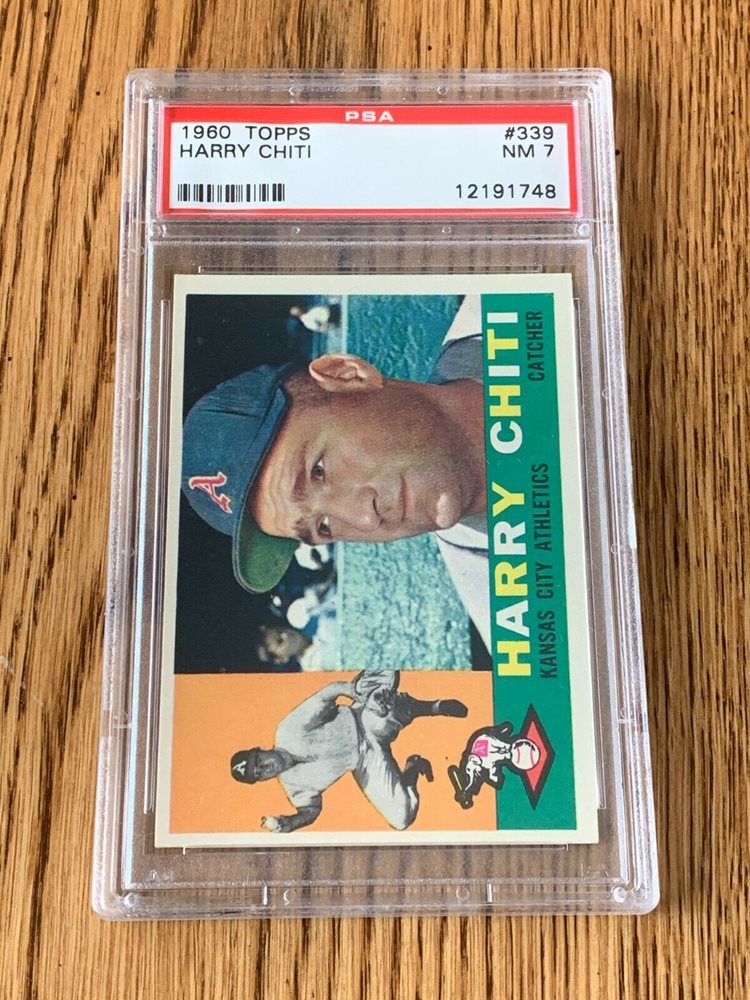 PSA
1960 TOPPS #339
HARRY CHITI NM 7
12191748
A
HARRY CHITI
KANSAS CITY ATHLETICS CATCHER
A
A